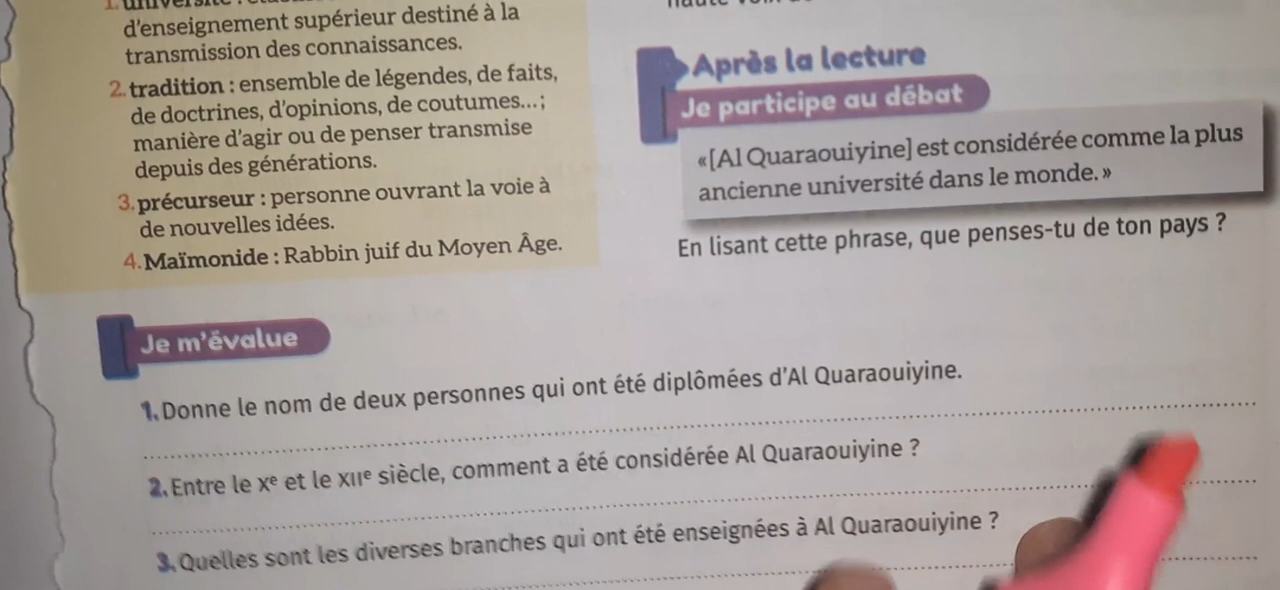 d'enseignement supérieur destiné à la
transmission des connaissances.
2. tradition : ensemble de légendes, de faits,
de doctrines, d'opinions, de coutumes... ;
manière d'agir ou de penser transmise
depuis des générations.
3. précurseur : personne ouvrant la voie à
de nouvelles idées.
4. Maïmonide : Rabbin juif du Moyen Âge.
Après la lecture
Je participe au débat
«[Al Quaraouiyine] est considérée comme la plus
ancienne université dans le monde. »
En lisant cette phrase, que penses-tu de ton pays ?
Je m'évalue
1. Donne le nom de deux personnes qui ont été diplômées d'Al Quaraouiyine.
2. Entre le Xe et le XIIe siècle, comment a été considérée Al Quaraouiyine ?
3. Quelles sont les diverses branches qui ont été enseignées à Al Quaraouiyine ?